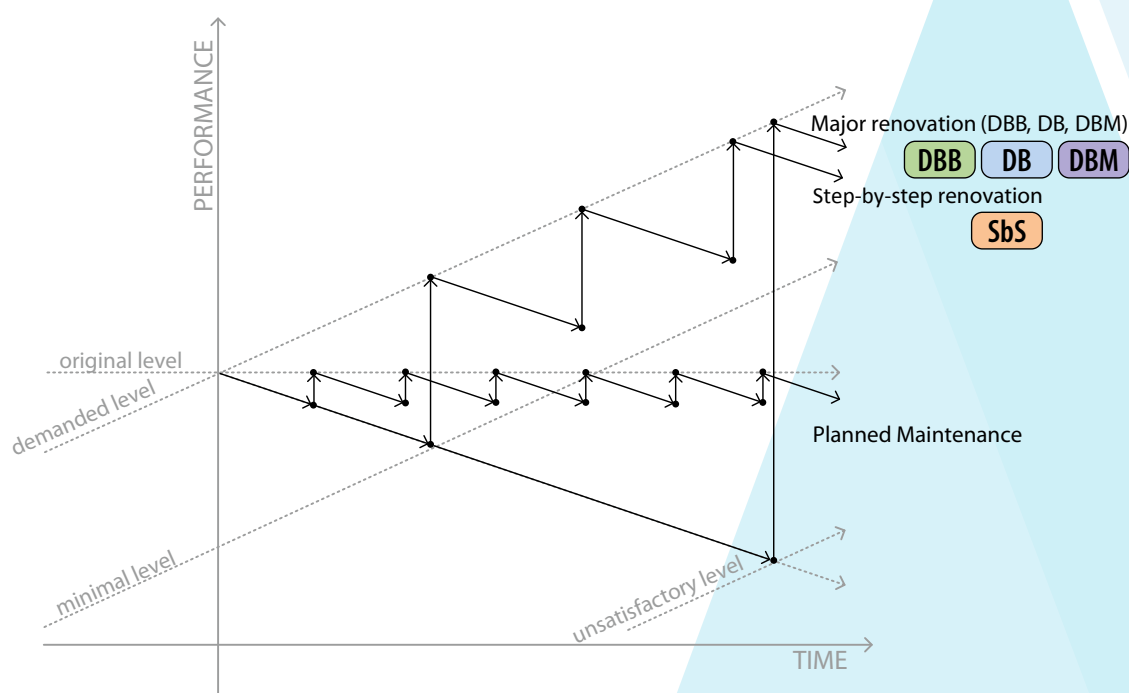 PERFORMANCE
Major renovation (DBB, DB, DBM)
DBB DB DBM
Step-by-step renovation
SbS
original level
demanded level
Planned Maintenance
minimal level
unsatisfactory level
TIME